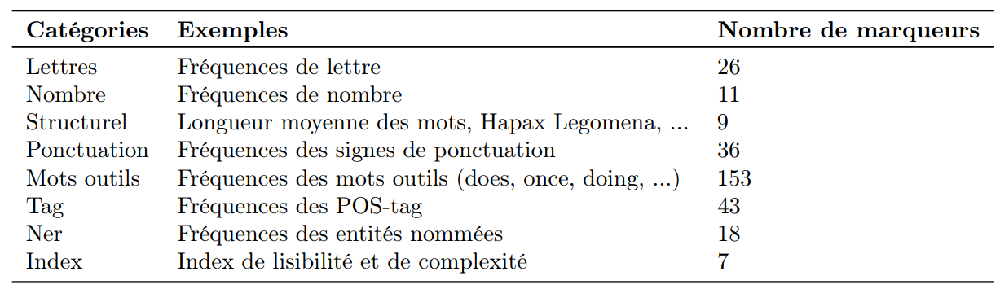 Catégories Exemples Nombre de marqueurs
Lettres Fréquences de lettre 26
Nombre Fréquences de nombre 11
Structurel Longueur moyenne des mots, Hapax Legomena, ... 9
Ponctuation Fréquences des signes de ponctuation 36
Mots outils Fréquences des mots outils (does, once, doing, ...) 153
Tag Fréquences des POS-tag 43
Ner Fréquences des entités nommées 18
Index Index de lisibilité et de complexité 7